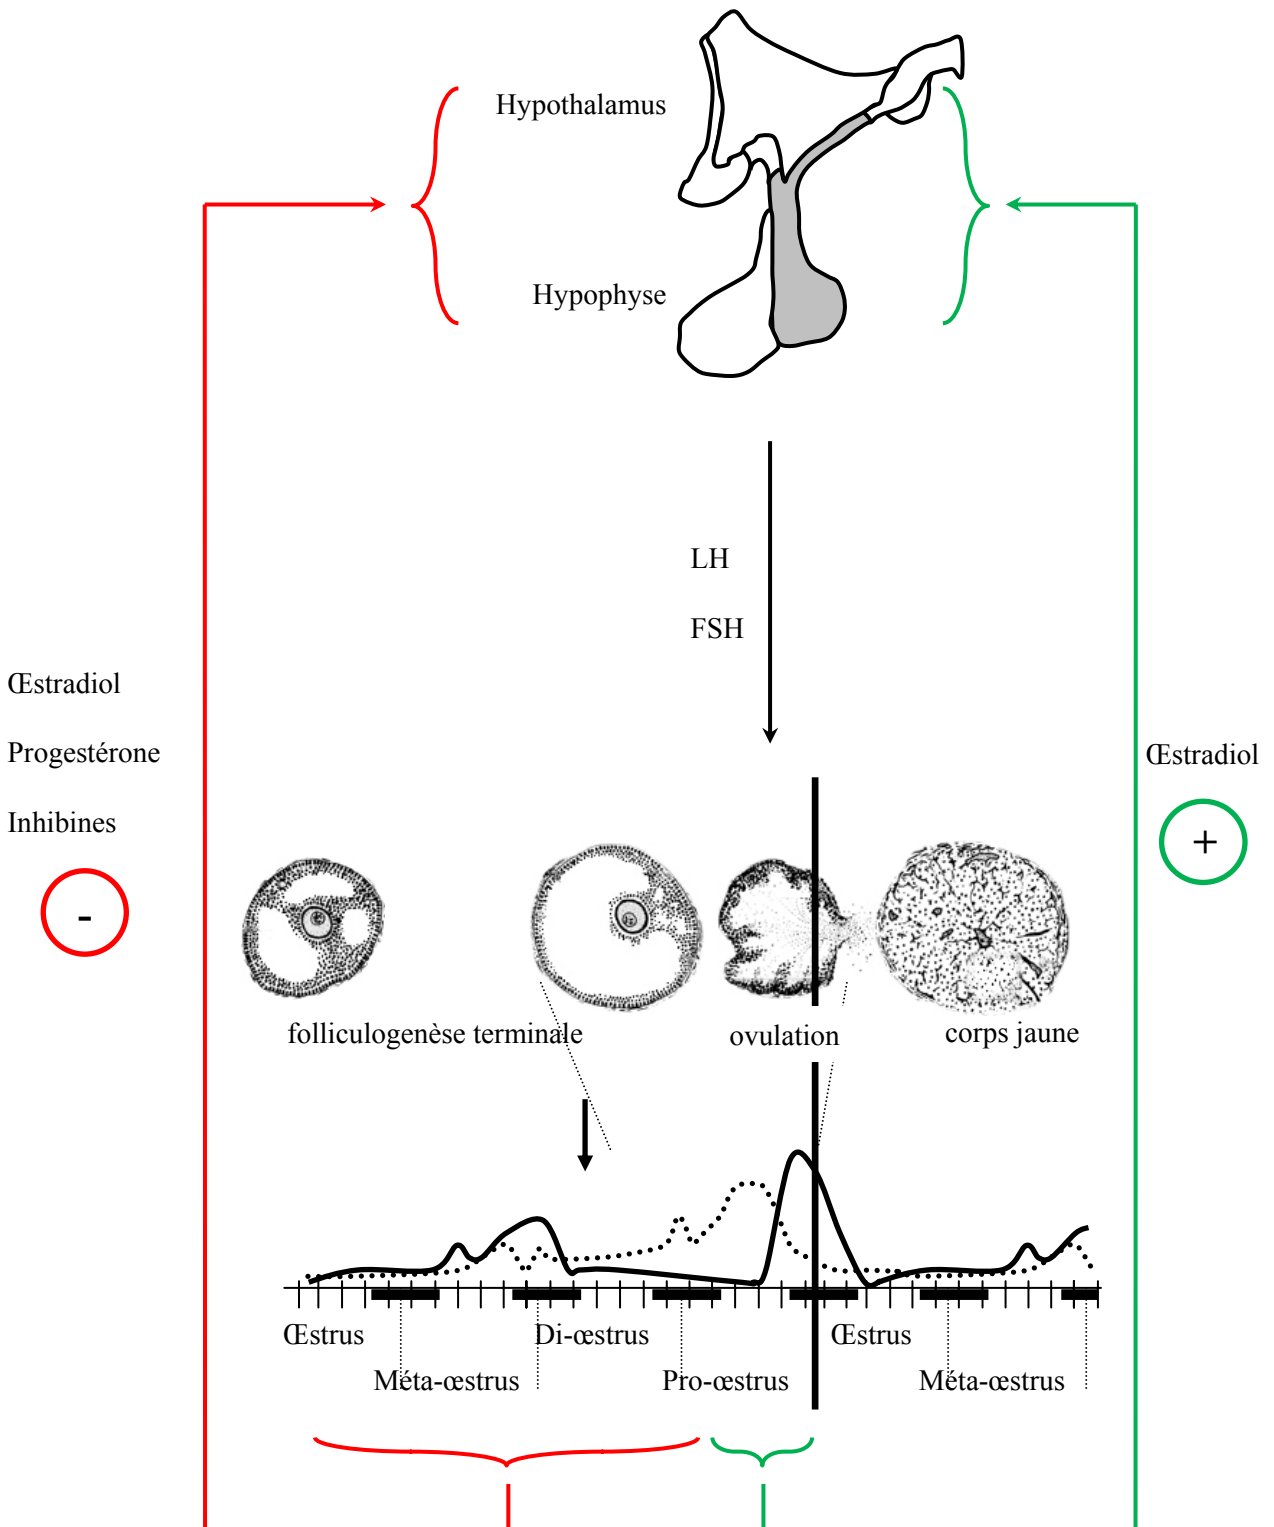 Hypothalamus
Hypophyse
LH
FSH
Œstradiol
Progestérone
Inhibines
-
Œstradiol
+
folliculogenèse terminale
ovulation
corps jaune
Œstrus
Di-œstrus
Œstrus
Méta-œstrus
Pro-œstrus
Méta-œstrus